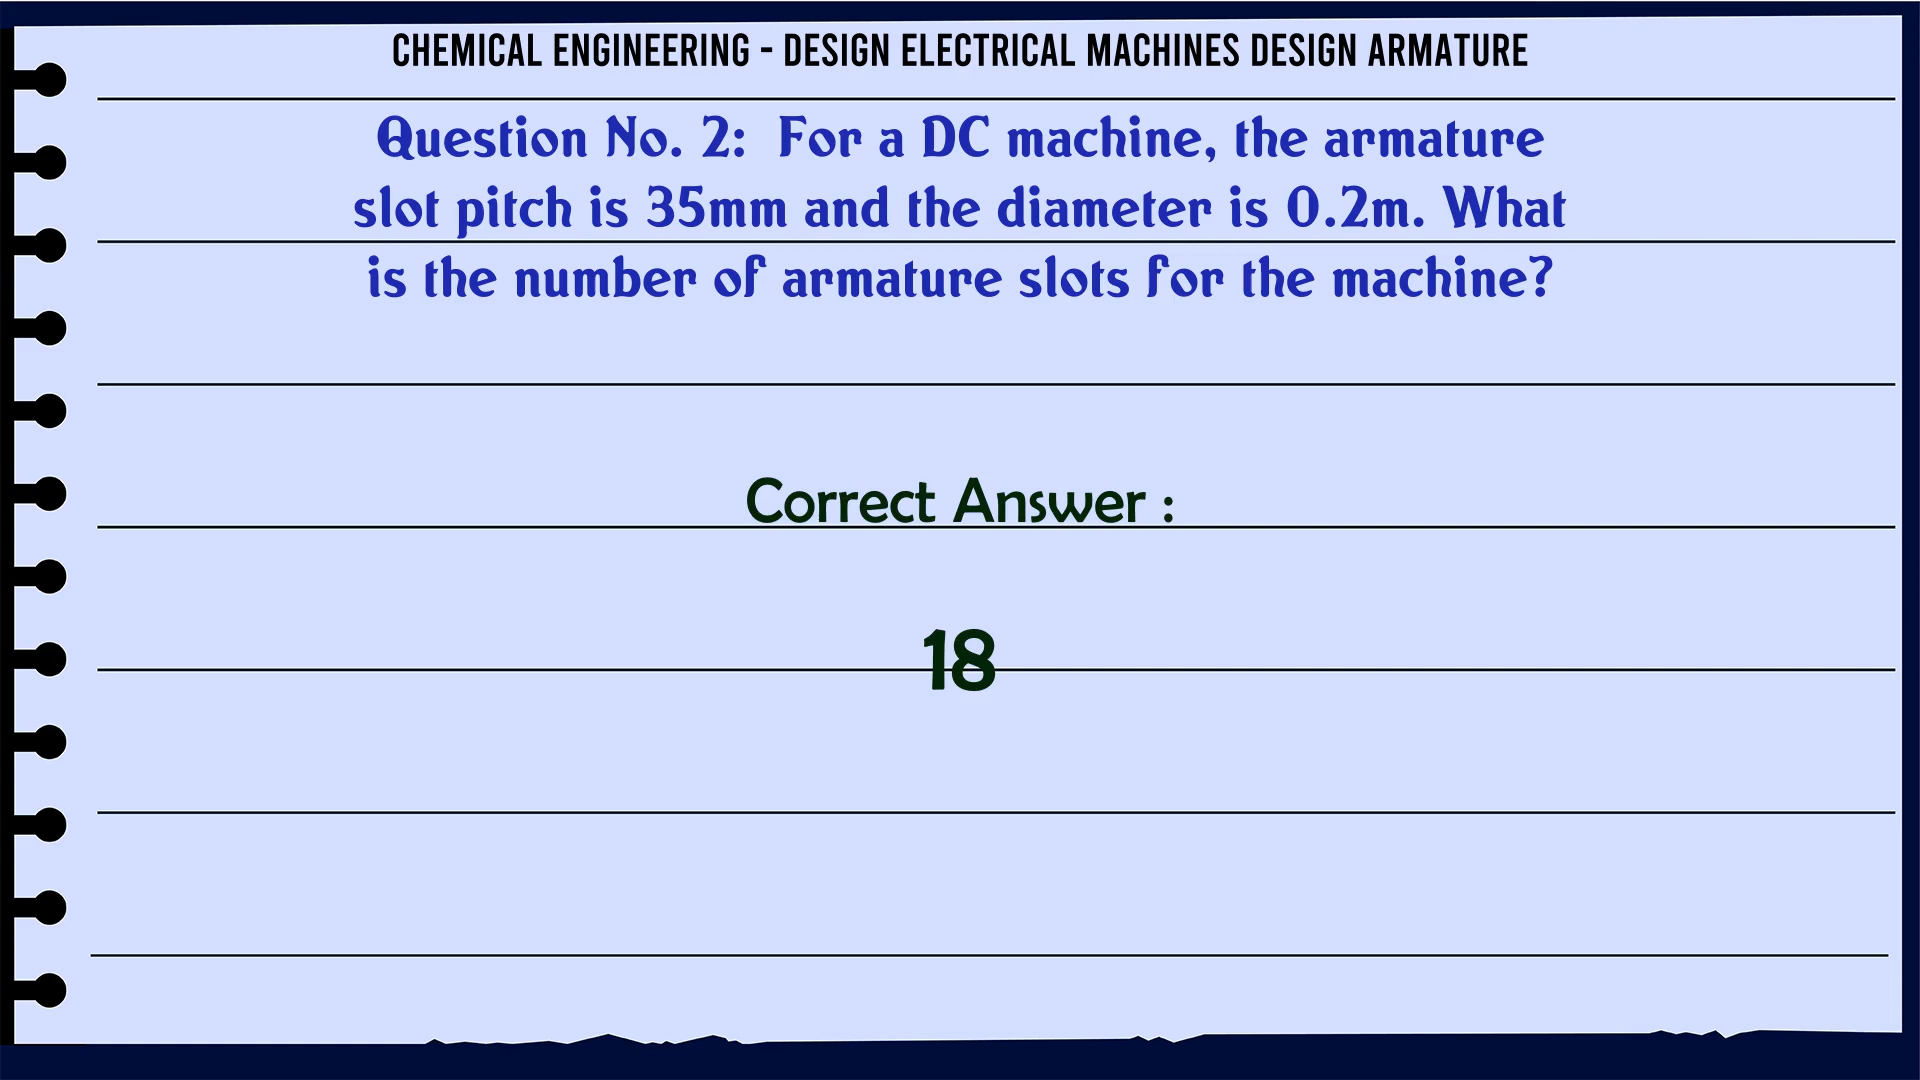 CHEMICAL ENGINEERING - DESIGN ELECTRICAL MACHINES DESIGN ARMATURE
Question No. 2:  For a DC machine, the armature
slot pitch is 35mm and the diameter is 0.2m. What
is the number of armature slots for the machine?
Correct Answer :
18